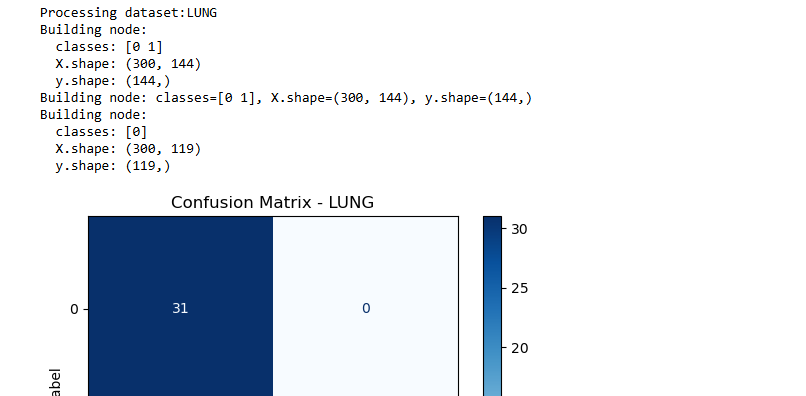 Processing dataset:LUNG
Building node:
  classes: [0 1]
  X.shape: (300, 144)
  y.shape: (144,)
Building node: classes=[0 1], X.shape=(300, 144), y.shape=(144,)
Building node:
  classes: [0]
  X.shape: (300, 119)
  y.shape: (119,)
Confusion Matrix - LUNG
30
31
0
0
25
20
abel